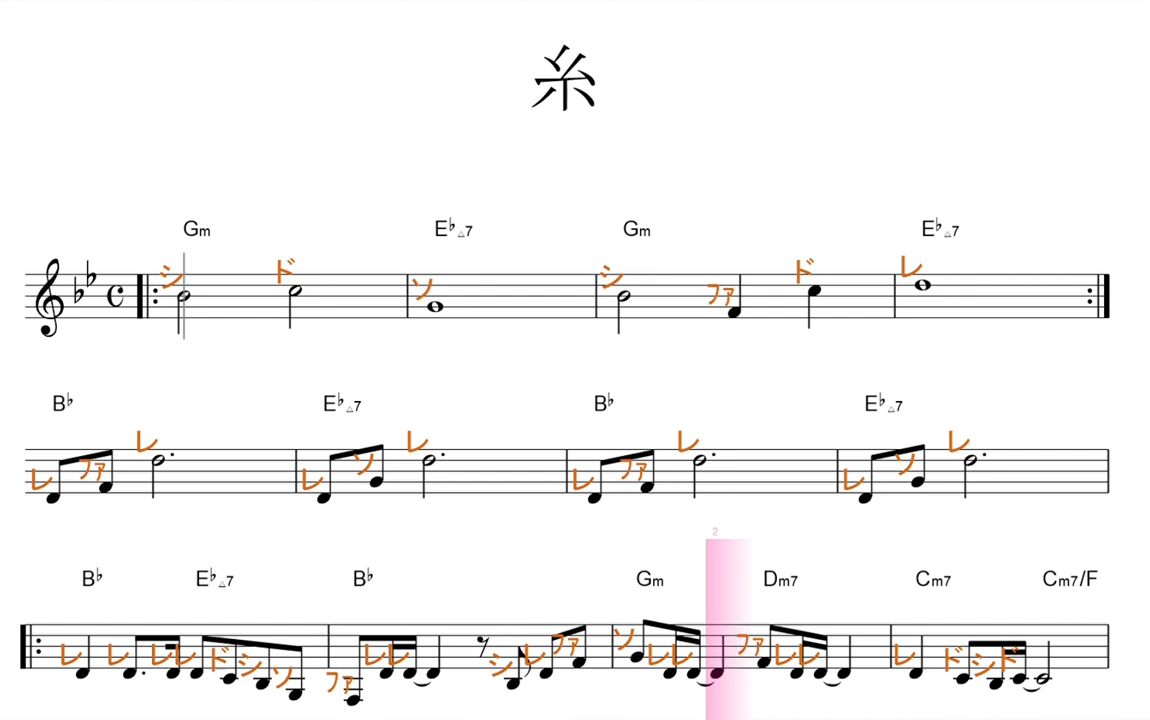 糸
Gm E♭△7 Gm E♭△7
シ ド ソ シ ファ ド レ
B♭ E♭△7 B♭ E♭△7
レ ファ レ レ ソ レ レ ファ レ レ ソ レ
2
B♭ E♭△7 B♭ Gm Dm7 Cm7 Cm7/F
レ レ レ レ ド シ ソ ファ レ レ シ レ ファ ソ レ レ ファ レ レ レ ド シ ド